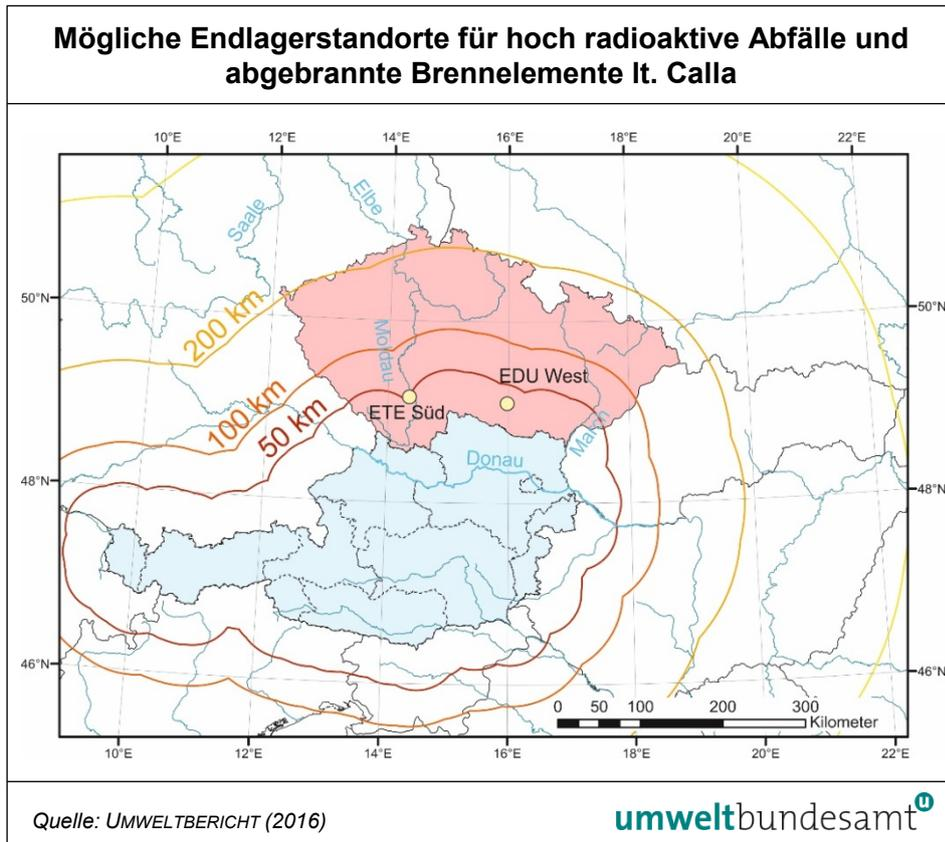 Mögliche Endlagerstandorte für hoch radioaktive Abfälle und
abgebrannte Brennelemente lt. Calla
10°E 12°E 14°E 16°E 18°E 20°E 22°E
Saale
Elbe
50°N
50°N
200 km
Moldau
100 km
EDU West
ETE Süd
50 km
March
Donau
48°N
48°N
46°N
46°N
0 50 100 200 300
Kilometer
10°E 12°E 14°E 16°E 18°E 20°E 22°E
Quelle: UMWELTBERICHT (2016)
umweltbundesamt u